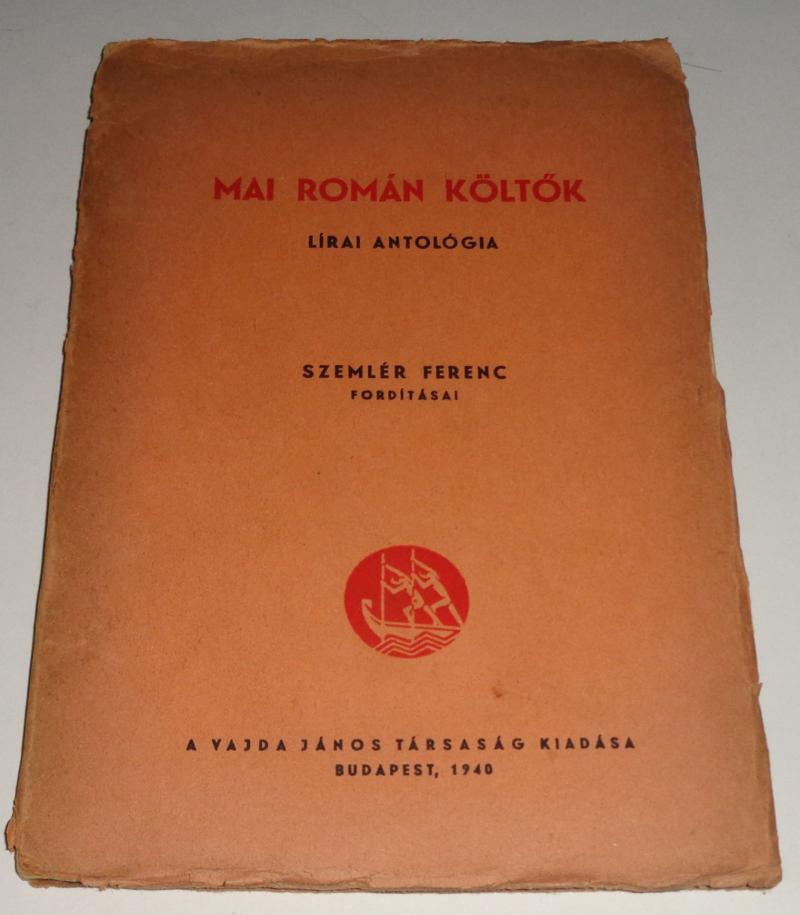 MAI ROMÁN KÖLTŐK
LÍRAI ANTOLÓGIA
SZEMLÉR FERENC
FORDÍTÁSAI
A VAJDA JÁNOS TÁRSASÁG KIADÁSA
BUDAPEST, 1940